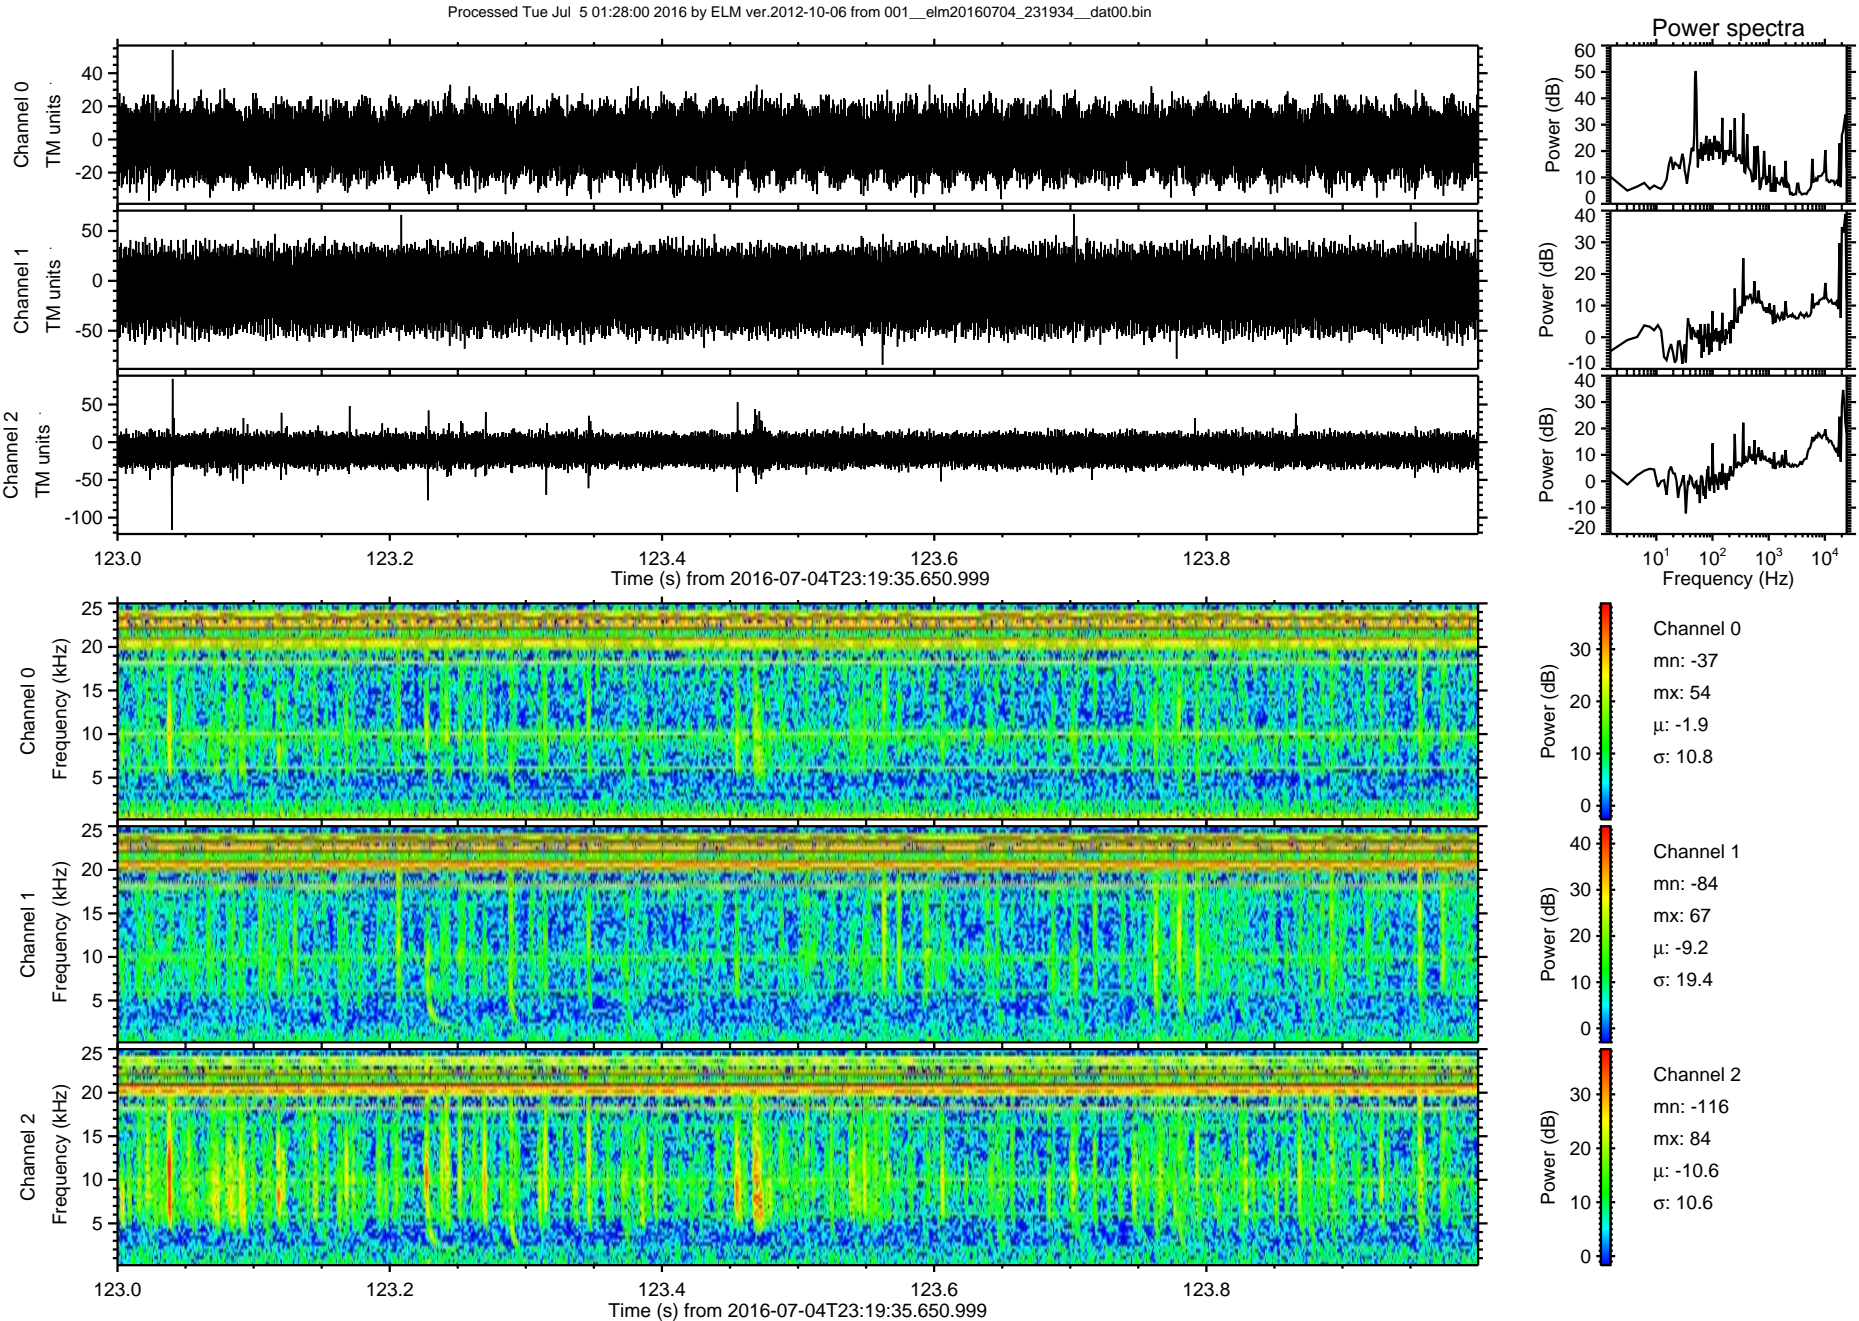 Processed Tue Jul  5 01:28:00 2016 by ELM ver.2012-10-06 from 001__elm20160704_231934__dat00.bin
Power spectra
Channel 0
TM units
40
20
0
-20
Power (dB)
60
50
40
30
20
10
0
Channel 1
TM units
50
0
-50
Power (dB)
40
30
20
10
0
-10
Channel 2
TM units
50
0
-50
-100
Power (dB)
40
30
20
10
0
-10
-20
123.0 123.2 123.4 123.6 123.8
Time (s) from 2016-07-04T23:19:35.650.999
10^1 10^2 10^3 10^4
Frequency (Hz)
Channel 0
Frequency (kHz)
25
20
15
10
5
Power (dB)
30
20
10
0
Channel 0
mn: -37
mx: 54
μ: -1.9
σ: 10.8
Channel 1
Frequency (kHz)
25
20
15
10
5
Power (dB)
40
30
20
10
0
Channel 1
mn: -84
mx: 67
μ: -9.2
σ: 19.4
Channel 2
Frequency (kHz)
25
20
15
10
5
Power (dB)
30
20
10
0
Channel 2
mn: -116
mx: 84
μ: -10.6
σ: 10.6
123.0 123.2 123.4 123.6 123.8
Time (s) from 2016-07-04T23:19:35.650.999